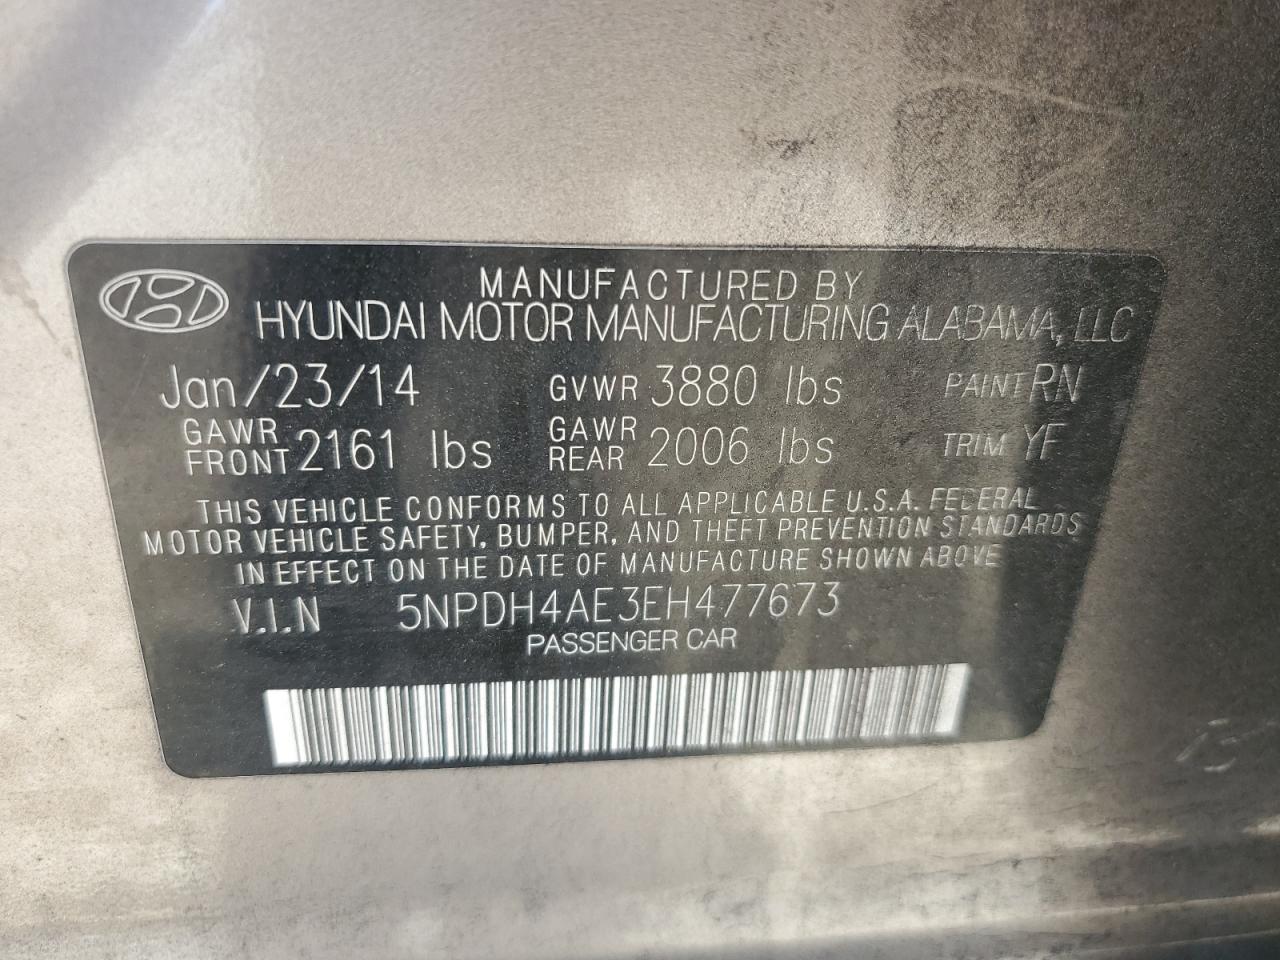 MANUFACTURED BY
HYUNDAI MOTOR MANUFACTURING ALABAMA, LLC
Jan/23/14 GVWR 3880 lbs PAINT RN
GAWR FRONT 2161 lbs GAWR REAR 2006 lbs TRIM YF
THIS VEHICLE CONFORMS TO ALL APPLICABLE U.S.A. FEDERAL
MOTOR VEHICLE SAFETY, BUMPER, AND THEFT PREVENTION STANDARDS
IN EFFECT ON THE DATE OF MANUFACTURE SHOWN ABOVE
V.I.N 5NPDH4AE3EH477673
PASSENGER CAR